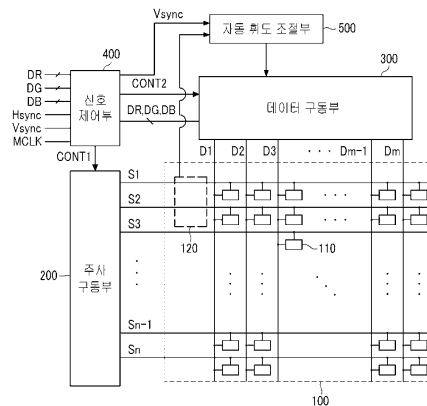 Vsync
자동 휘도 조절부
500
400
300
DR
DG
DB
Hsync
Vsync
MCLK
신호
제어부
CONT2
DR,DG,DB
데이터 구동부
CONT1
D1 D2 D3 · · · Dm-1 Dm
S1
S2
S3
120
110
200
주사
구동부
Sn-1
Sn
100